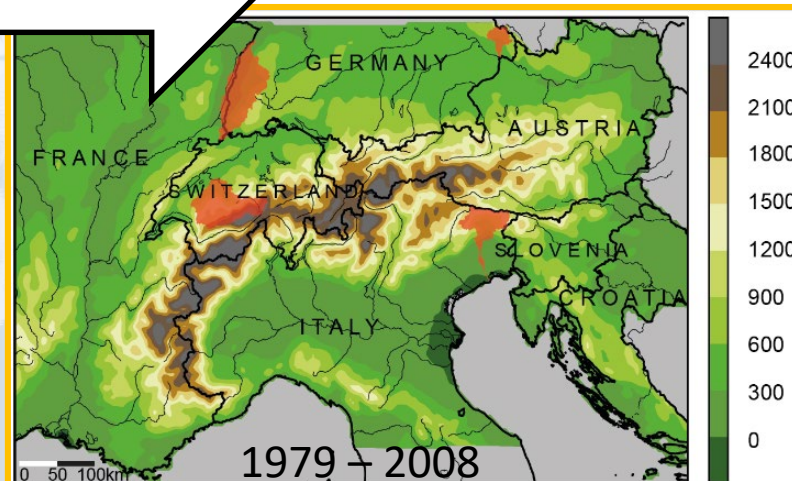 GERMANY
AUSTRIA
FRANCE
SWITZERLAND
SLOVENIA
CROATIA
ITALY
1979 – 2008
0 50 100km
2400
2100
1800
1500
1200
900
600
300
0